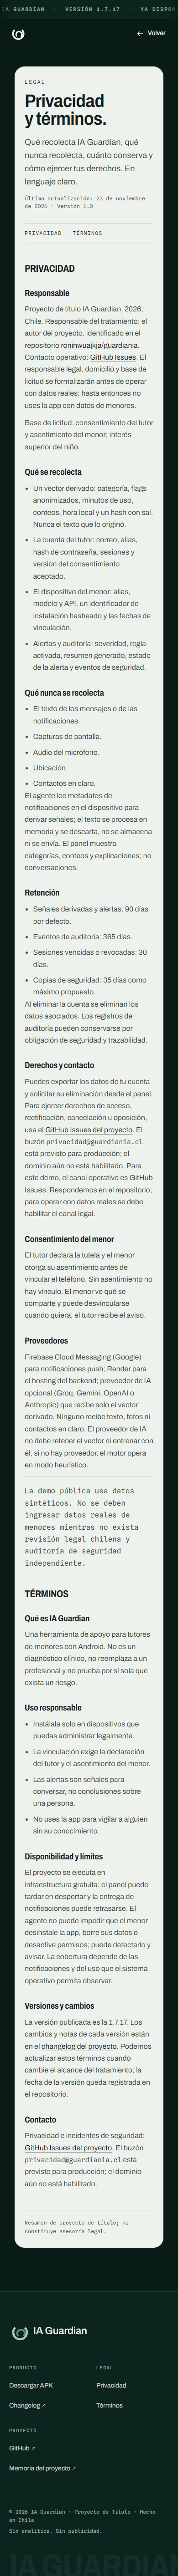 IA GUARDIAN · VERSIÓN 1.7.17 · YA DISPON
← Volver
LEGAL
Privacidad
y términos.
Qué recolecta IA Guardian, qué
nunca recolecta, cuánto conserva y
cómo ejercer tus derechos. En
lenguaje claro.
Última actualización: 23 de noviembre
de 2026 · Versión 1.0
PRIVACIDAD TÉRMINOS
PRIVACIDAD
Responsable
Proyecto de título IA Guardian, 2026,
Chile. Responsable del tratamiento: el
autor del proyecto, identificado en el
repositorio roninwuajkja/guardiania.
Contacto operativo: GitHub Issues. El
responsable legal, domicilio y base de
licitud se formalizarán antes de operar
con datos reales; hasta entonces no
uses la app con datos de menores.
Base de licitud: consentimiento del tutor
y asentimiento del menor; interés
superior del niño.
Qué se recolecta
• Un vector derivado: categoría, flags
anonimizados, minutos de uso,
conteos, hora local y un hash con sal.
Nunca el texto que lo originó.
• La cuenta del tutor: correo, alias,
hash de contraseña, sesiones y
versión del consentimiento
aceptado.
• El dispositivo del menor: alias,
modelo y API, un identificador de
instalación hasheado y las fechas de
vinculación.
• Alertas y auditoría: severidad, regla
activada, resumen generado, estado
de la alerta y eventos de seguridad.
Qué nunca se recolecta
• El texto de los mensajes o de las
notificaciones.
• Capturas de pantalla.
• Audio del micrófono.
• Ubicación.
• Contactos en claro.
El agente lee metadatos de
notificaciones en el dispositivo para
derivar señales; el texto se procesa en
memoria y se descarta, no se almacena
ni se envía. El panel muestra
categorías, conteos y explicaciones; no
conversaciones.
Retención
• Señales derivadas y alertas: 90 días
por defecto.
• Eventos de auditoría: 365 días.
• Sesiones vencidas o revocadas: 30
días.
• Copias de seguridad: 35 días como
máximo propuesto.
Al eliminar la cuenta se eliminan los
datos asociados. Los registros de
auditoría pueden conservarse por
obligación de seguridad y trazabilidad.
Derechos y contacto
Puedes exportar los datos de tu cuenta
y solicitar su eliminación desde el panel.
Para ejercer derechos de acceso,
rectificación, cancelación u oposición,
usa el GitHub Issues del proyecto. El
buzón privacidad@guardiania.cl
está previsto para producción; el
dominio aún no está habilitado. Para
este demo, el canal operativo es GitHub
Issues. Respondemos en el repositorio;
para operar con datos reales se debe
habilitar el canal legal.
Consentimiento del menor
El tutor declara la tutela y el menor
otorga su asentimiento antes de
vincular el teléfono. Sin asentimiento no
hay vínculo. El menor ve qué se
comparte y puede desvincularse
cuando quiera; el tutor recibe el aviso.
Proveedores
Firebase Cloud Messaging (Google)
para notificaciones push; Render para
el hosting del backend; proveedor de IA
opcional (Groq, Gemini, OpenAI o
Anthropic) que recibe solo el vector
derivado. Ninguno recibe texto, fotos ni
contactos en claro. El proveedor de IA
no debe retener el vector ni entrenar con
él; si no hay proveedor, el motor opera
en modo heurístico.
La demo pública usa datos
sintéticos. No se deben
ingresar datos reales de
menores mientras no exista
revisión legal chilena y
auditoría de seguridad
independiente.
TÉRMINOS
Qué es IA Guardian
Una herramienta de apoyo para tutores
de menores con Android. No es un
diagnóstico clínico, no reemplaza a un
profesional y no prueba por sí sola que
exista un riesgo.
Uso responsable
• Instálala solo en dispositivos que
puedas administrar legalmente.
• La vinculación exige la declaración
del tutor y el asentimiento del menor.
• Las alertas son señales para
conversar, no conclusiones sobre
una persona.
• No uses la app para vigilar a alguien
sin su conocimiento.
Disponibilidad y límites
El proyecto se ejecuta en
infraestructura gratuita: el panel puede
tardar en despertar y la entrega de
notificaciones puede retrasarse. El
agente no puede impedir que el menor
desinstale la app, borre sus datos o
desactive permisos; puede detectarlo y
avisar. La cobertura depende de las
notificaciones y del uso que el sistema
operativo permita observar.
Versiones y cambios
La versión publicada es la 1.7.17. Los
cambios y notas de cada versión están
en el changelog del proyecto. Podemos
actualizar estos términos cuando
cambie el alcance del tratamiento; la
fecha de la versión queda registrada en
el repositorio.
Contacto
Privacidad e incidentes de seguridad:
GitHub Issues del proyecto. El buzón
privacidad@guardiania.cl está
previsto para producción; el dominio
aún no está habilitado.
Resumen de proyecto de título; no
constituye asesoría legal.
IA Guardian
PRODUCTO LEGAL
Descargar APK Privacidad
Changelog ↗ Términos
PROYECTO
GitHub ↗
Memoria del proyecto ↗
© 2026 IA Guardian · Proyecto de Título · Hecho
en Chile
Sin analítica. Sin publicidad.
IA GUARDIAN